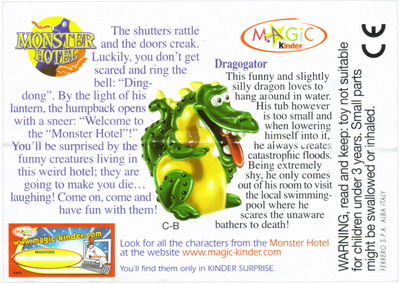 MONSTER
HOTEL
The shutters rattle
and the doors creak.
Luckily, you don't get
scared and ring the
bell: "Ding-
dong". By the light of his
lantern, the humpback opens
with a sneer: "Welcome to
the "Monster Hotel"!"
You'll be surprised by the
funny creatures living in
this weird hotel; they are
going to make you die...
laughing! Come on, come and
have fun with them!
MAGiC
Kinder
Dragogator
This funny and slightly
silly dragon loves to
hang around in water.
His tub however
is too small and
when lowering
himself into it,
he always creates
catastrophic floods.
Being extremely
shy, he only comes
out of his room to visit
the local swimming-
pool where he
scares the unaware
bathers to death!
C-B
www.magic-kinder.com
MAGICODE
Look for all the characters from the Monster Hotel
at the website www.magic-kinder.com
You'll find them only in KINDER SURPRISE.
CE
WARNING, read and keep: toy not suitable
for children under 3 years. Small parts
might be swallowed or inhaled.
FERRERO S.P.A. ALBA ITALY